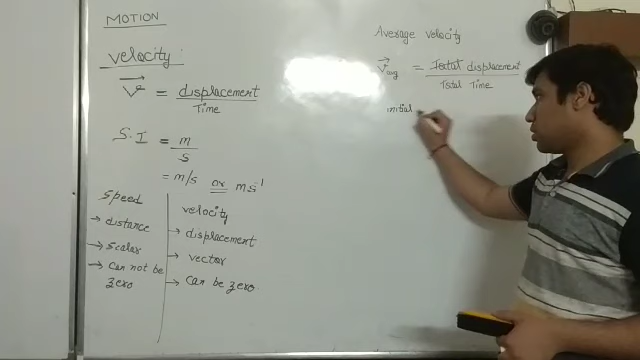 MOTION
Velocity
V = displacement
Time
S.I = m
s
= m/s or ms⁻¹
Speed
→ distance
→ scalar
→ can not be
zero
velocity
→ displacement
→ vector
→ can be zero.
Average velocity
V avg = Total displacement
Total Time
initial